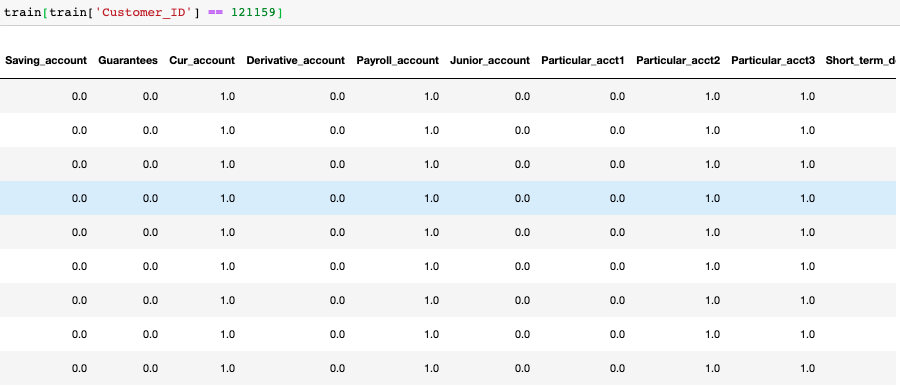 train[train['Customer_ID'] == 121159]
Saving_account Guarantees Cur_account Derivative_account Payroll_account Junior_account Particular_acct1 Particular_acct2 Particular_acct3 Short_term_d
0.0 0.0 1.0 0.0 1.0 0.0 0.0 1.0 1.0
0.0 0.0 1.0 0.0 1.0 0.0 0.0 1.0 1.0
0.0 0.0 1.0 0.0 1.0 0.0 0.0 1.0 1.0
0.0 0.0 1.0 0.0 1.0 0.0 0.0 1.0 1.0
0.0 0.0 1.0 0.0 1.0 0.0 0.0 1.0 1.0
0.0 0.0 1.0 0.0 1.0 0.0 0.0 1.0 1.0
0.0 0.0 1.0 0.0 1.0 0.0 0.0 1.0 1.0
0.0 0.0 1.0 0.0 1.0 0.0 0.0 1.0 1.0
0.0 0.0 1.0 0.0 1.0 0.0 0.0 1.0 1.0